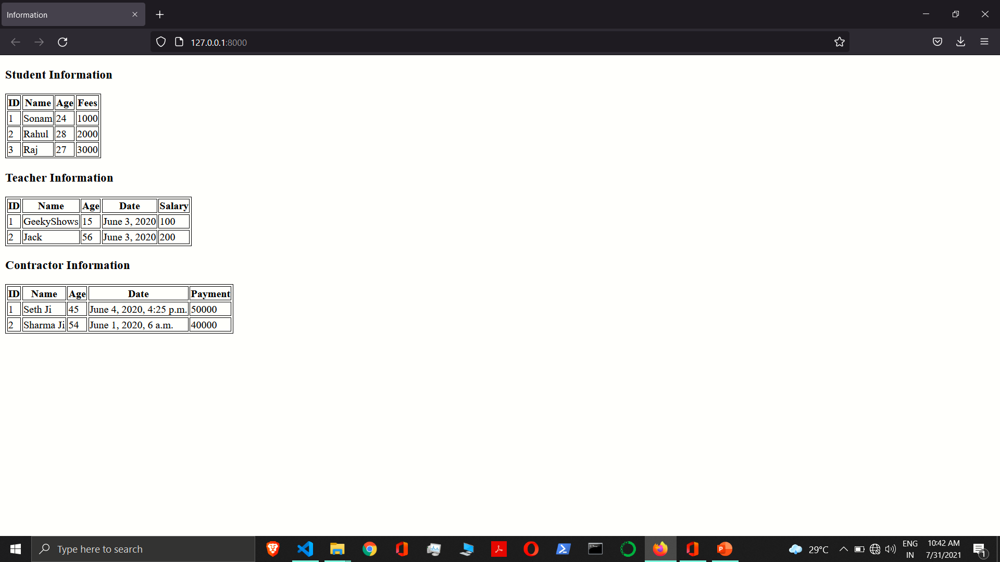 Information
127.0.0.1:8000
Student Information
ID Name Age Fees
1 Sonam 24 1000
2 Rahul 28 2000
3 Raj 27 3000
Teacher Information
ID Name Age Date Salary
1 GeekyShows 15 June 3, 2020 100
2 Jack 56 June 3, 2020 200
Contractor Information
ID Name Age Date Payment
1 Seth Ji 45 June 4, 2020, 4:25 p.m. 50000
2 Sharma Ji 54 June 1, 2020, 6 a.m. 40000
Type here to search
29°C
ENG
IN
10:42 AM
7/31/2021
1